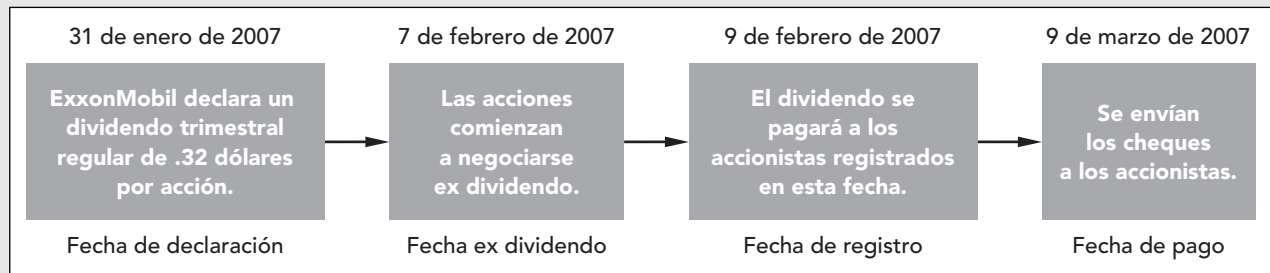 31 de enero de 2007
7 de febrero de 2007
9 de febrero de 2007
9 de marzo de 2007
ExxonMobil declara un
dividendo trimestral
regular de .32 dólares
por acción.
Las acciones
comienzan
a negociarse
ex dividendo.
El dividendo se
pagará a los
accionistas registrados
en esta fecha.
Se envían
los cheques
a los accionistas.
Fecha de declaración
Fecha ex dividendo
Fecha de registro
Fecha de pago